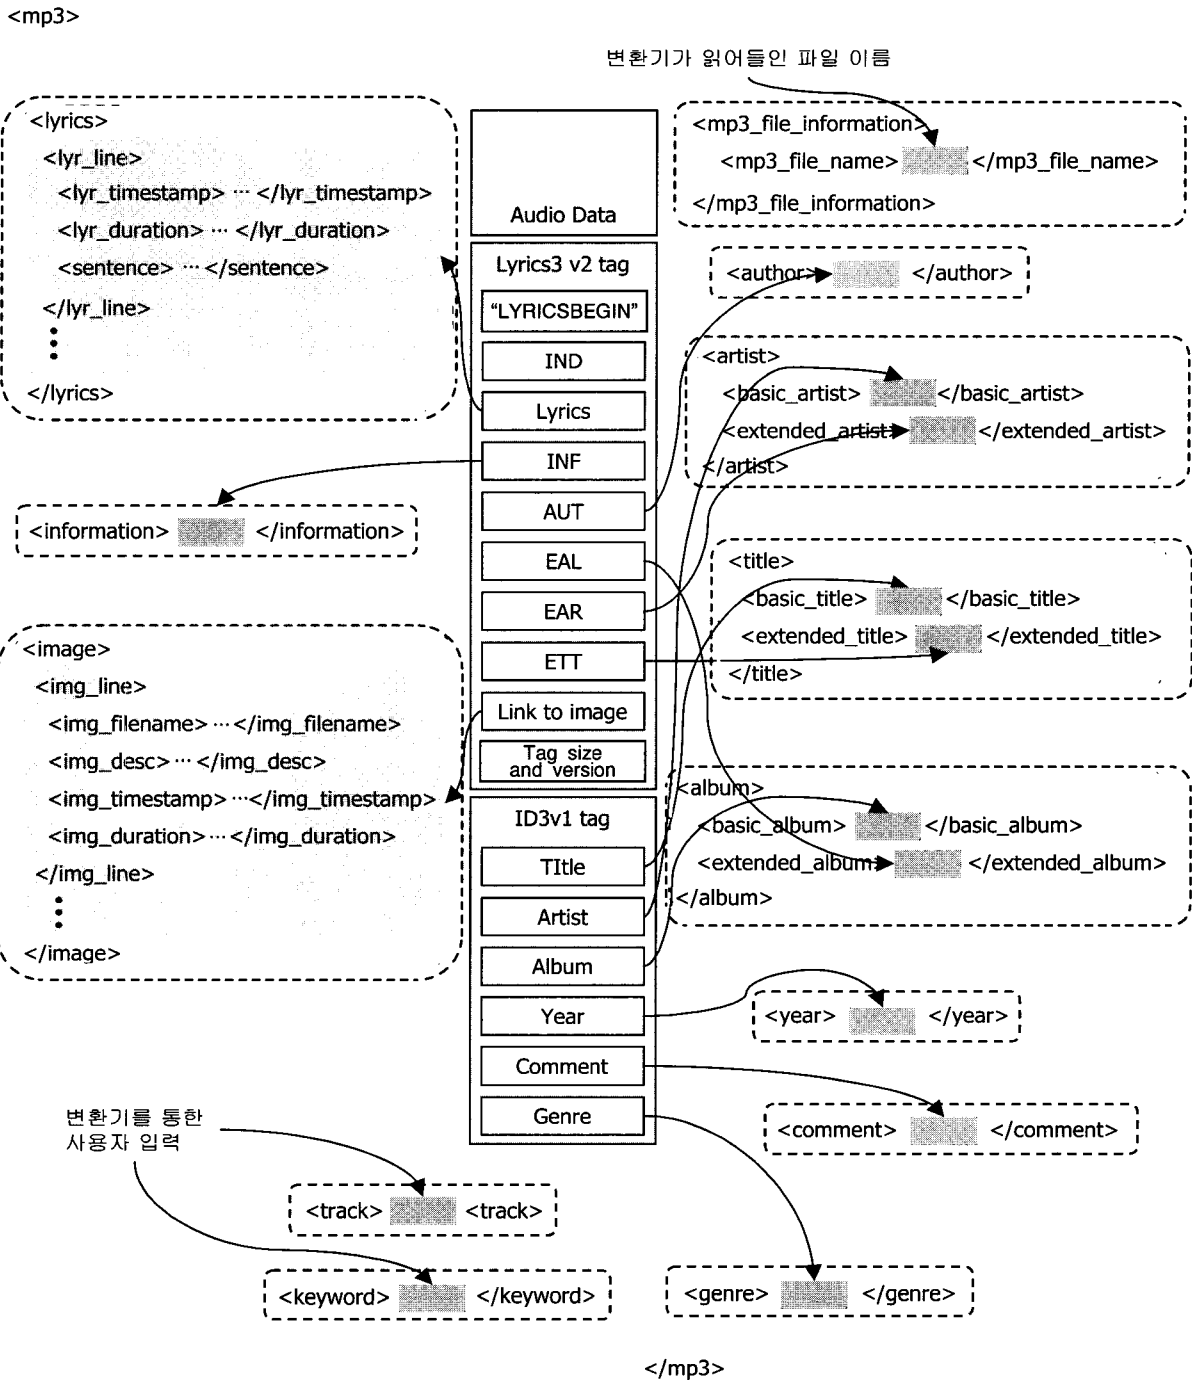 <mp3>
변환기가 읽어들인 파일 이름
<lyrics>
<lyr_line>
<lyr_timestamp> ··· </lyr_timestamp>
<lyr_duration> ··· </lyr_duration>
<sentence> ··· </sentence>
</lyr_line>
</lyrics>
<information> </information>
<image>
<img_line>
<img_filename> ··· </img_filename>
<img_desc> ··· </img_desc>
<img_timestamp> ··· </img_timestamp>
<img_duration> ··· </img_duration>
</img_line>
</image>
Audio Data
Lyrics3 v2 tag
“LYRICSBEGIN”
IND
Lyrics
INF
AUT
EAL
EAR
ETT
Link to image
Tag size
and version
ID3v1 tag
TItle
Artist
Album
Year
Comment
Genre
<mp3_file_information>
<mp3_file_name> </mp3_file_name>
</mp3_file_information>
<author> </author>
<artist>
<basic_artist> </basic_artist>
<extended_artist> </extended_artist>
</artist>
<title>
<basic_title> </basic_title>
<extended_title> </extended_title>
</title>
<album>
<basic_album> </basic_album>
<extended_album> </extended_album>
</album>
<year> </year>
<comment> </comment>
변환기를 통한
사용자 입력
<track> <track>
<keyword> </keyword>
<genre> </genre>
</mp3>